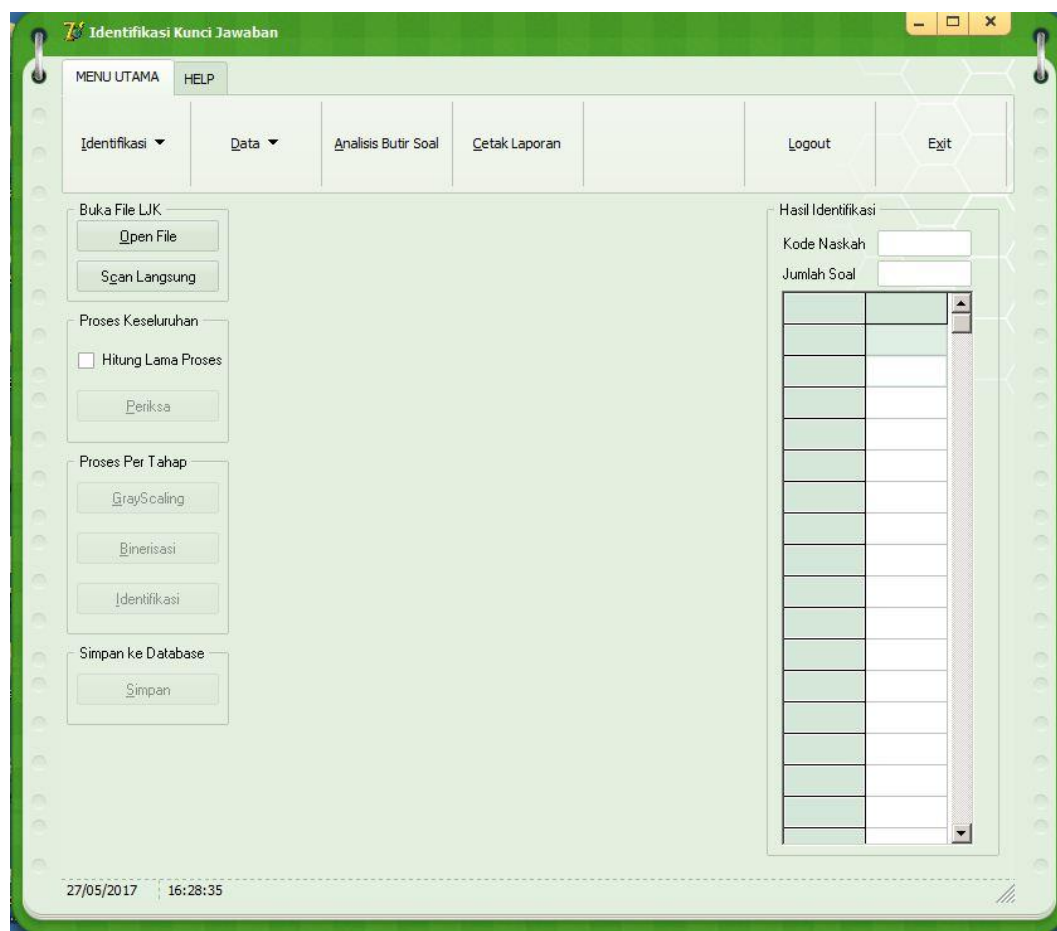 Identifikasi Kunci Jawaban
MENU UTAMA
HELP
Identifikasi
Data
Analisis Butir Soal
Cetak Laporan
Logout
Exit
Buka File LJK
Open File
Scan Langsung
Proses Keseluruhan
Hitung Lama Proses
Periksa
Proses Per Tahap
GrayScaling
Binerisasi
Identifikasi
Simpan ke Database
Simpan
Hasil Identifikasi
Kode Naskah
Jumlah Soal
27/05/2017
16:28:35